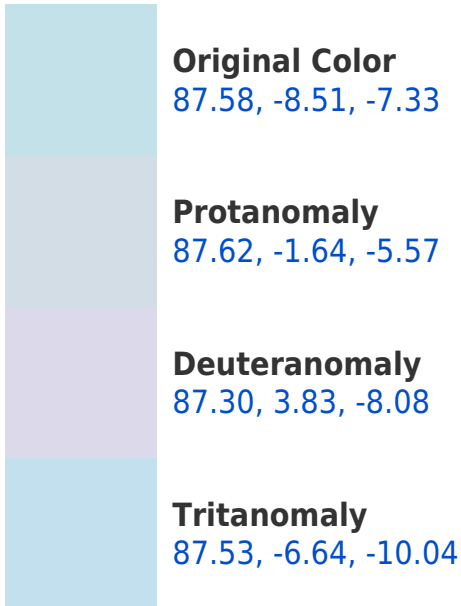 Original Color
87.58, -8.51, -7.33
Protanomaly
87.62, -1.64, -5.57
Deuteranomaly
87.30, 3.83, -8.08
Tritanomaly
87.53, -6.64, -10.04